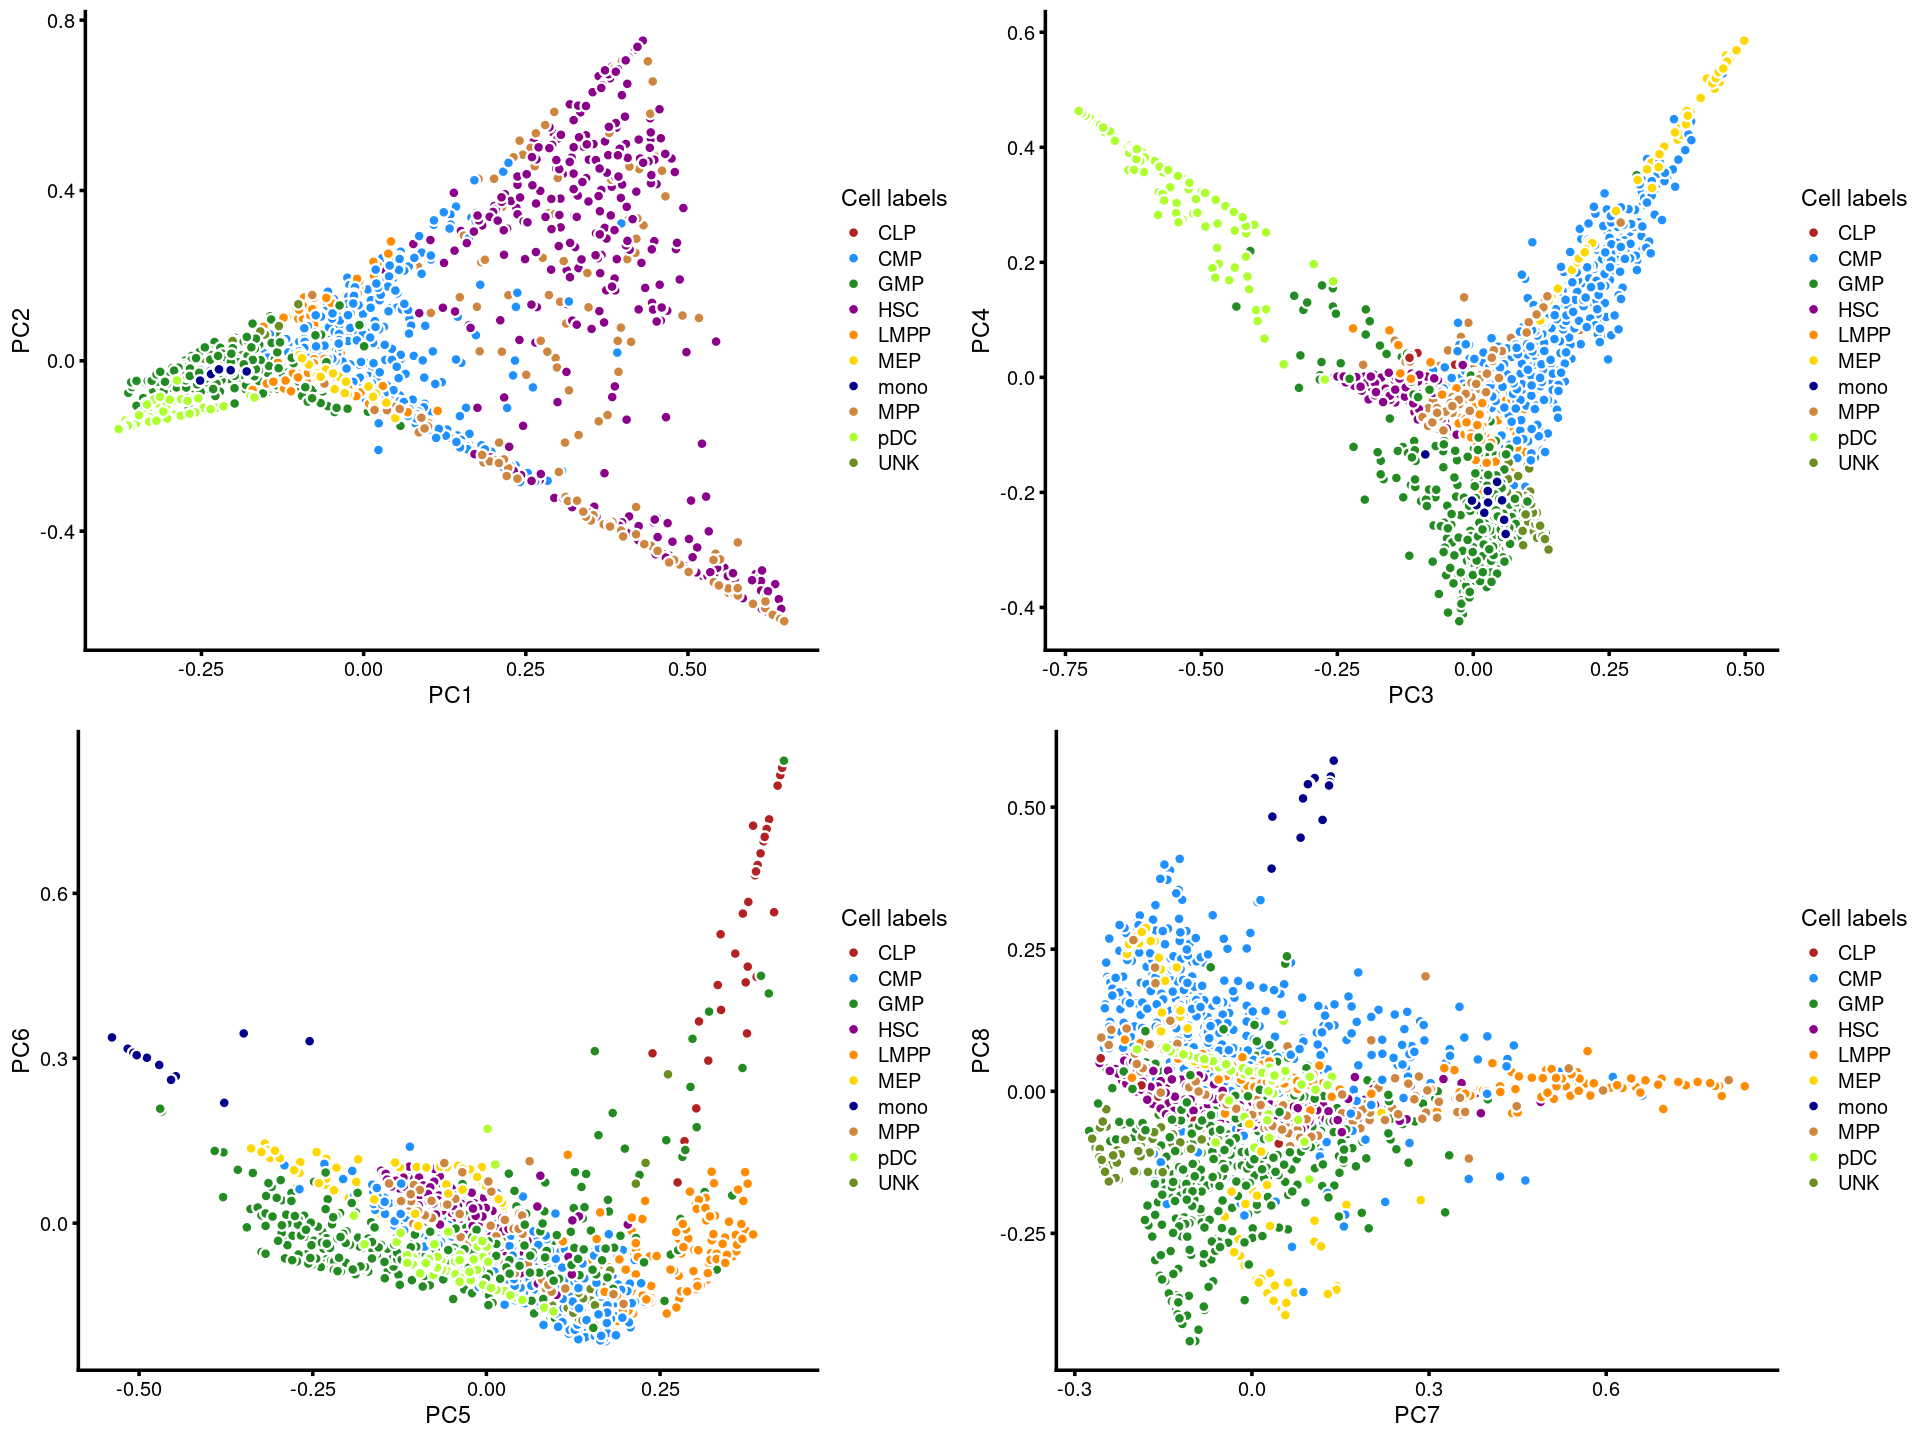 0.8
0.4
0.0
-0.4
PC2
-0.25
0.00
0.25
0.50
PC1
Cell labels
CLP
CMP
GMP
HSC
LMPP
MEP
mono
MPP
pDC
UNK
0.6
0.4
0.2
0.0
-0.2
-0.4
PC4
-0.75
-0.50
-0.25
0.00
0.25
0.50
PC3
Cell labels
CLP
CMP
GMP
HSC
LMPP
MEP
mono
MPP
pDC
UNK
0.6
0.3
0.0
PC6
-0.50
-0.25
0.00
0.25
PC5
Cell labels
CLP
CMP
GMP
HSC
LMPP
MEP
mono
MPP
pDC
UNK
0.50
0.25
0.00
-0.25
PC8
-0.3
0.0
0.3
0.6
PC7
Cell labels
CLP
CMP
GMP
HSC
LMPP
MEP
mono
MPP
pDC
UNK